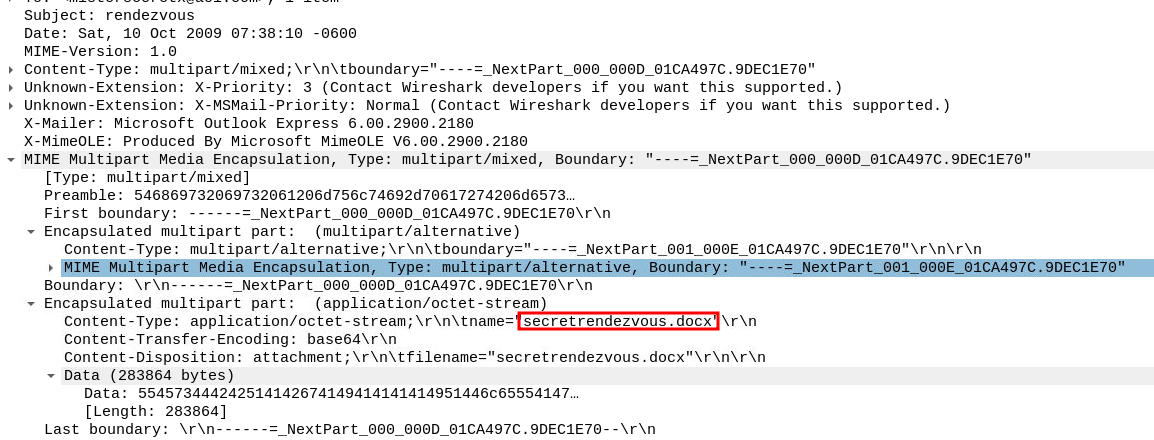 Subject: rendezvous
Date: Sat, 10 Oct 2009 07:38:10 -0600
MIME-Version: 1.0
Content-Type: multipart/mixed;\r\n\tboundary="----=_NextPart_000_000D_01CA497C.9DEC1E70"
Unknown-Extension: X-Priority: 3 (Contact Wireshark developers if you want this supported.)
Unknown-Extension: X-MSMail-Priority: Normal (Contact Wireshark developers if you want this supported.)
X-Mailer: Microsoft Outlook Express 6.00.2900.2180
X-MimeOLE: Produced By Microsoft MimeOLE V6.00.2900.2180
MIME Multipart Media Encapsulation, Type: multipart/mixed, Boundary: "----=_NextPart_000_000D_01CA497C.9DEC1E70"
[Type: multipart/mixed]
Preamble: 546869732069732061206d756c74692d70617274206d6573…
First boundary: ------=_NextPart_000_000D_01CA497C.9DEC1E70\r\n
Encapsulated multipart part:  (multipart/alternative)
Content-Type: multipart/alternative;\r\n\tboundary="----=_NextPart_001_000E_01CA497C.9DEC1E70"\r\n\r\n
MIME Multipart Media Encapsulation, Type: multipart/alternative, Boundary: "----=_NextPart_001_000E_01CA497C.9DEC1E70"
Boundary: \r\n------=_NextPart_000_000D_01CA497C.9DEC1E70\r\n
Encapsulated multipart part:  (application/octet-stream)
Content-Type: application/octet-stream;\r\n\tname="secretrendezvous.docx"\r\n
Content-Transfer-Encoding: base64\r\n
Content-Disposition: attachment;\r\n\tfilename="secretrendezvous.docx"\r\n\r\n
Data (283864 bytes)
Data: 554573444242514142674149414141414951446c65554147…
[Length: 283864]
Last boundary: \r\n------=_NextPart_000_000D_01CA497C.9DEC1E70--\r\n